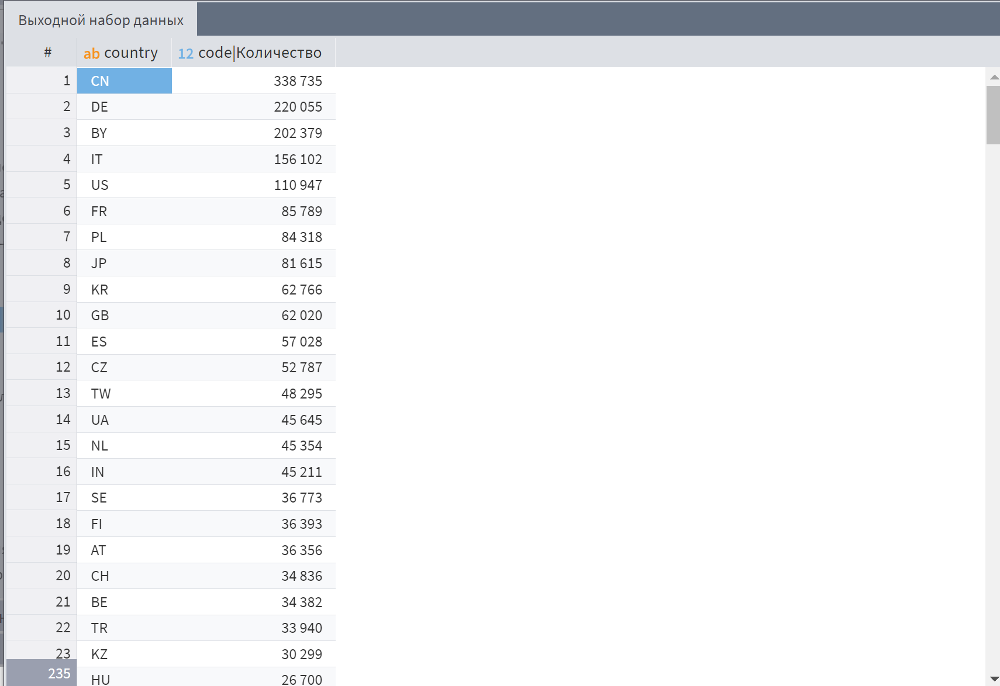 Выходной набор данных
# ab country 12 code|Количество
1 CN 338 735
2 DE 220 055
3 BY 202 379
4 IT 156 102
5 US 110 947
6 FR 85 789
7 PL 84 318
8 JP 81 615
9 KR 62 766
10 GB 62 020
11 ES 57 028
12 CZ 52 787
13 TW 48 295
14 UA 45 645
15 NL 45 354
16 IN 45 211
17 SE 36 773
18 FI 36 393
19 AT 36 356
20 CH 34 836
21 BE 34 382
22 TR 33 940
23 KZ 30 299
235 HU 26 700